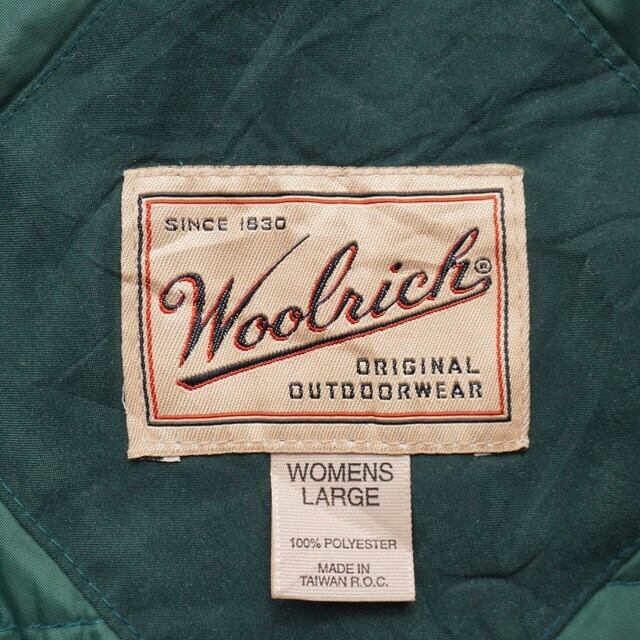 SINCE 1830
Woolrich®
ORIGINAL
OUTDOORWEAR
WOMENS
LARGE
100% POLYESTER
MADE IN
TAIWAN R.O.C.